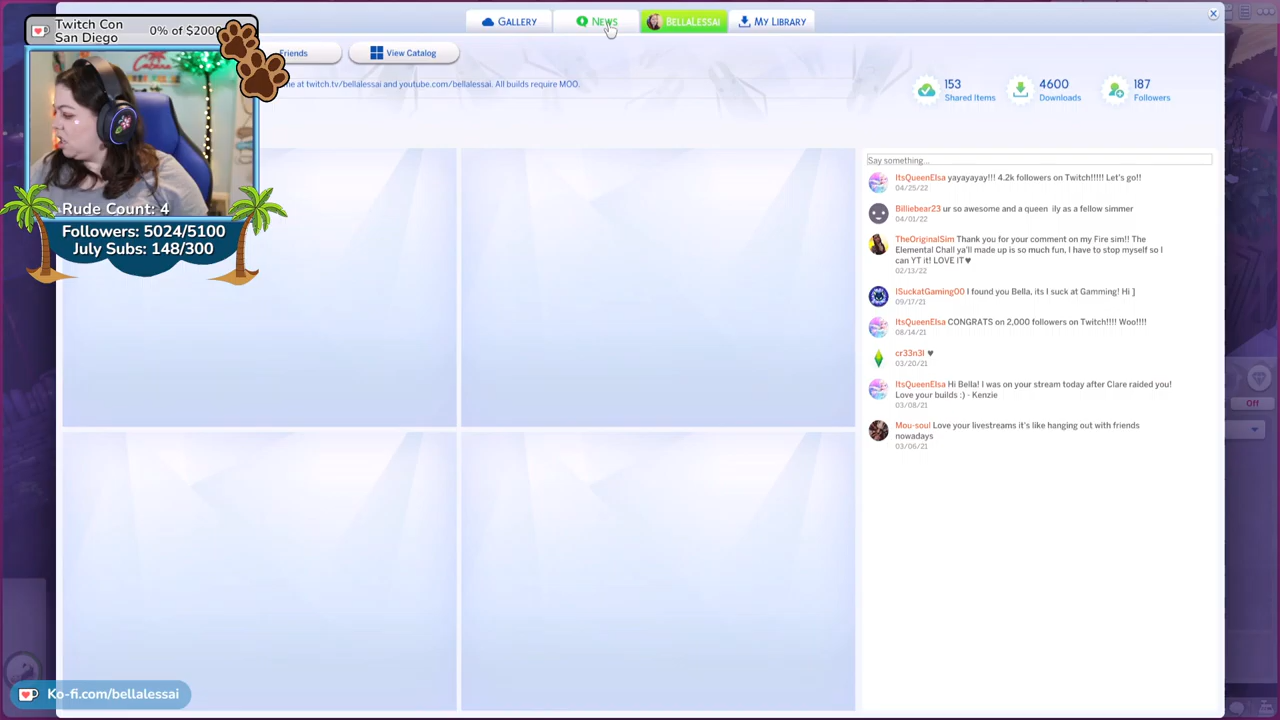 Twitch Con
San Diego
0% of $2000
GALLERY
NEWS
BELLALESSAI
MY LIBRARY
Friends
View Catalog
me at twitch.tv/bellalessai and youtube.com/bellalessai. All builds require MOO.
153
Shared Items
4600
Downloads
187
Followers
Rude Count: 4
Followers: 5024/5100
July Subs: 148/300
Say something...
ItsQueenElsa yayayayay!!! 4.2k followers on Twitch!!!!! Let's go!!
04/25/22
Billiebear23 ur so awesome and a queen ily as a fellow simmer
04/01/22
TheOriginalSim Thank you for your comment on my Fire sim!! The
Elemental Chall ya'll made up is so much fun, I have to stop myself so I
can YT it! LOVE IT♥
02/13/22
ISuckatGaming00 I found you Bella, its I suck at Gamming! Hi ]
09/17/21
ItsQueenElsa CONGRATS on 2,000 followers on Twitch!!!! Woo!!!!
08/14/21
cr33n3l ♥
03/20/21
ItsQueenElsa Hi Bella! I was on your stream today after Clare raided you!
Love your builds :) - Kenzie
03/08/21
Mou-soul Love your livestreams it's like hanging out with friends
nowadays
03/06/21
Off
Ko-fi.com/bellalessai